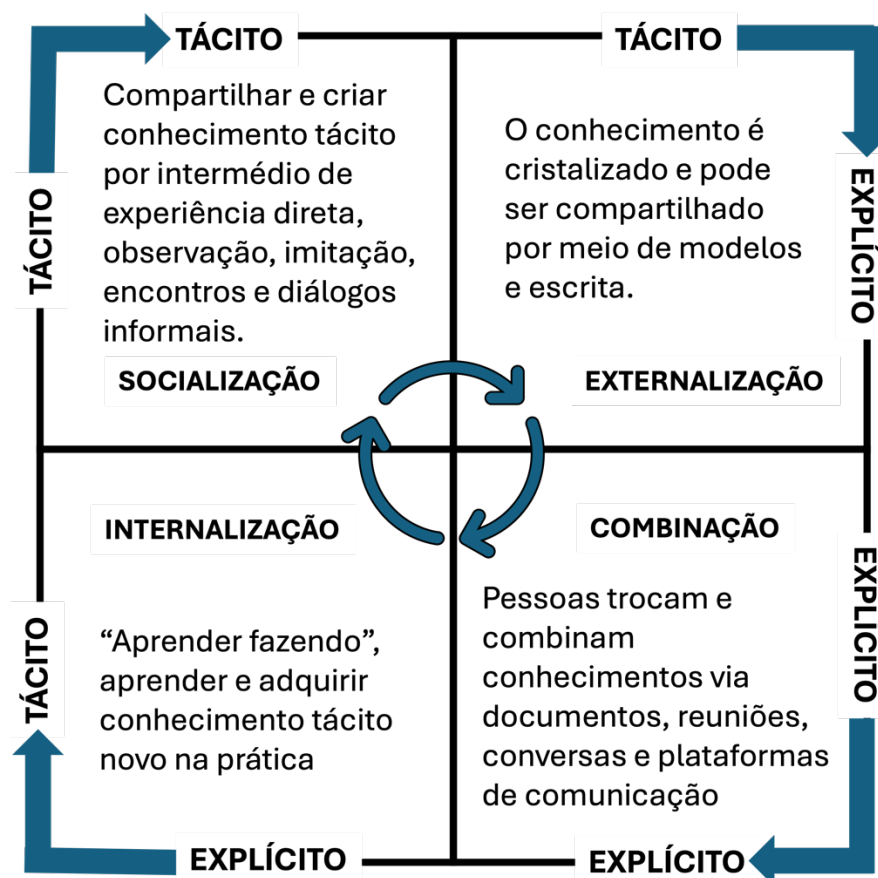 TÁCITO
TÁCITO
Compartilhar e criar
conhecimento tácito
por intermédio de
experiência direta,
observação, imitação,
encontros e diálogos
informais.
SOCIALIZAÇÃO
TÁCITO
EXPLÍCITO
O conhecimento é
cristalizado e pode
ser compartilhado
por meio de modelos
e escrita.
EXTERNALIZAÇÃO
INTERNALIZAÇÃO
“Aprender fazendo”,
aprender e adquirir
conhecimento tácito
novo na prática
TÁCITO
EXPLÍCITO
COMBINAÇÃO
Pessoas trocam e
combinam
conhecimentos via
documentos, reuniões,
conversas e plataformas
de comunicação
EXPLICITO
EXPLÍCITO